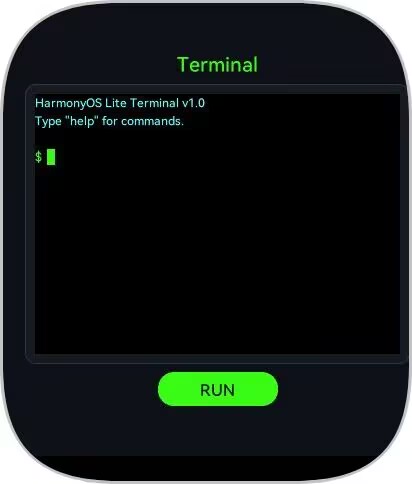 Terminal
HarmonyOS Lite Terminal v1.0
Type "help" for commands.
$
RUN